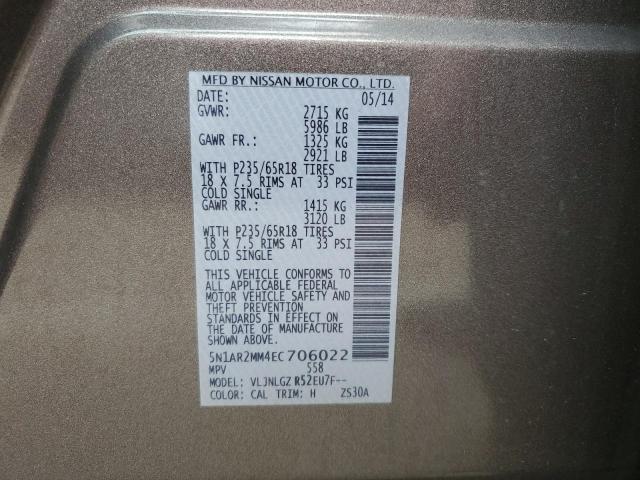 MFD BY NISSAN MOTOR CO., LTD.
DATE: 05/14
GVWR: 2715 KG
5986 LB
GAWR FR.: 1325 KG
2921 LB
WITH P235/65R18 TIRES
18 X 7.5 RIMS AT 33 PSI
COLD SINGLE
GAWR RR.: 1415 KG
3120 LB
WITH P235/65R18 TIRES
18 X 7.5 RIMS AT 33 PSI
COLD SINGLE
THIS VEHICLE CONFORMS TO
ALL APPLICABLE FEDERAL
MOTOR VEHICLE SAFETY AND
THEFT PREVENTION
STANDARDS IN EFFECT ON
THE DATE OF MANUFACTURE
SHOWN ABOVE.
5N1AR2MM4EC706022
MPV 558
MODEL: VLJNLGZ R52EU7F--
COLOR: CAL TRIM: H ZS30A